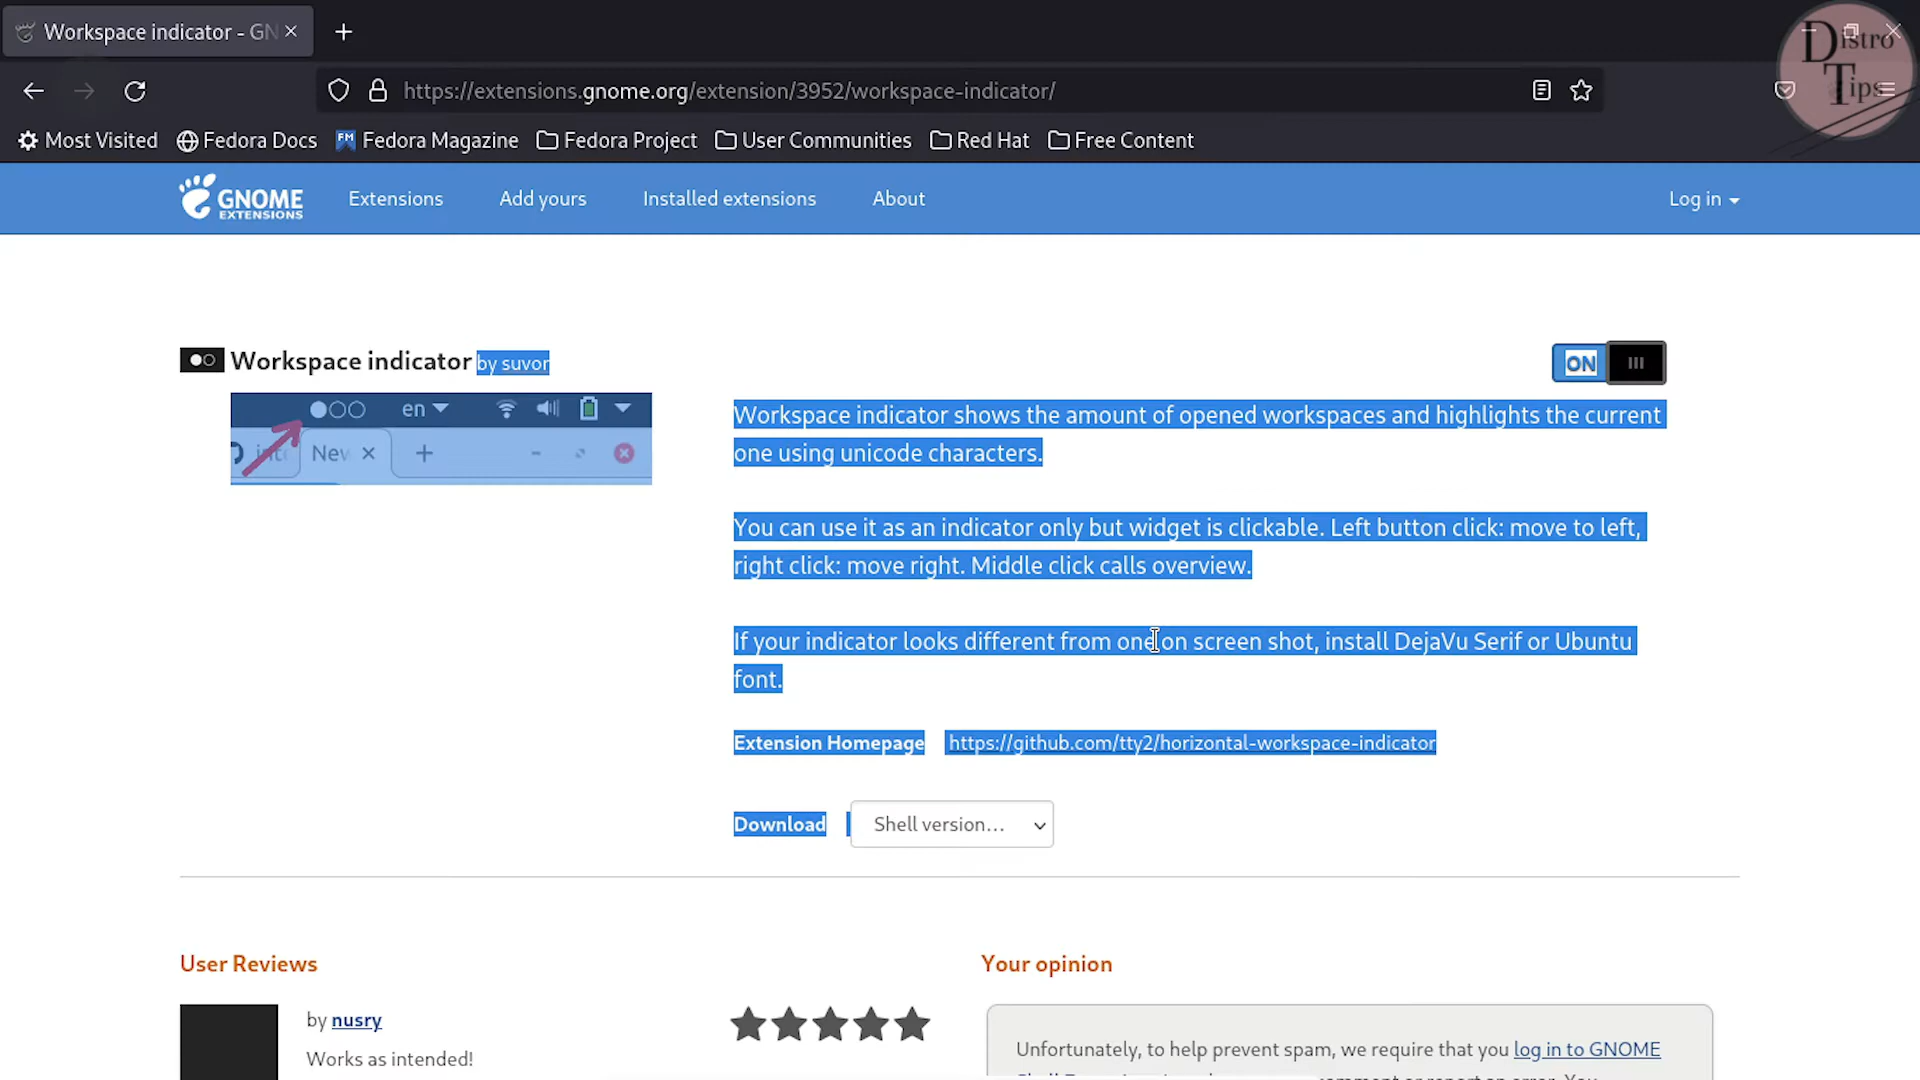 Workspace indicator - GN
Distro
Tips
https://extensions.gnome.org/extension/3952/workspace-indicator/
Most Visited
Fedora Docs
FM Fedora Magazine
Fedora Project
User Communities
Red Hat
Free Content
GNOME
EXTENSIONS
Extensions
Add yours
Installed extensions
About
Log in
Workspace indicator by suvor
ON
en
New
Workspace indicator shows the amount of opened workspaces and highlights the current
one using unicode characters.
You can use it as an indicator only but widget is clickable. Left button click: move to left,
right click: move right. Middle click calls overview.
If your indicator looks different from one on screen shot, install DejaVu Serif or Ubuntu
font.
Extension Homepage https://github.com/tty2/horizontal-workspace-indicator
Download Shell version...
User Reviews
Your opinion
by nusry
Works as intended!
Unfortunately, to help prevent spam, we require that you log in to GNOME